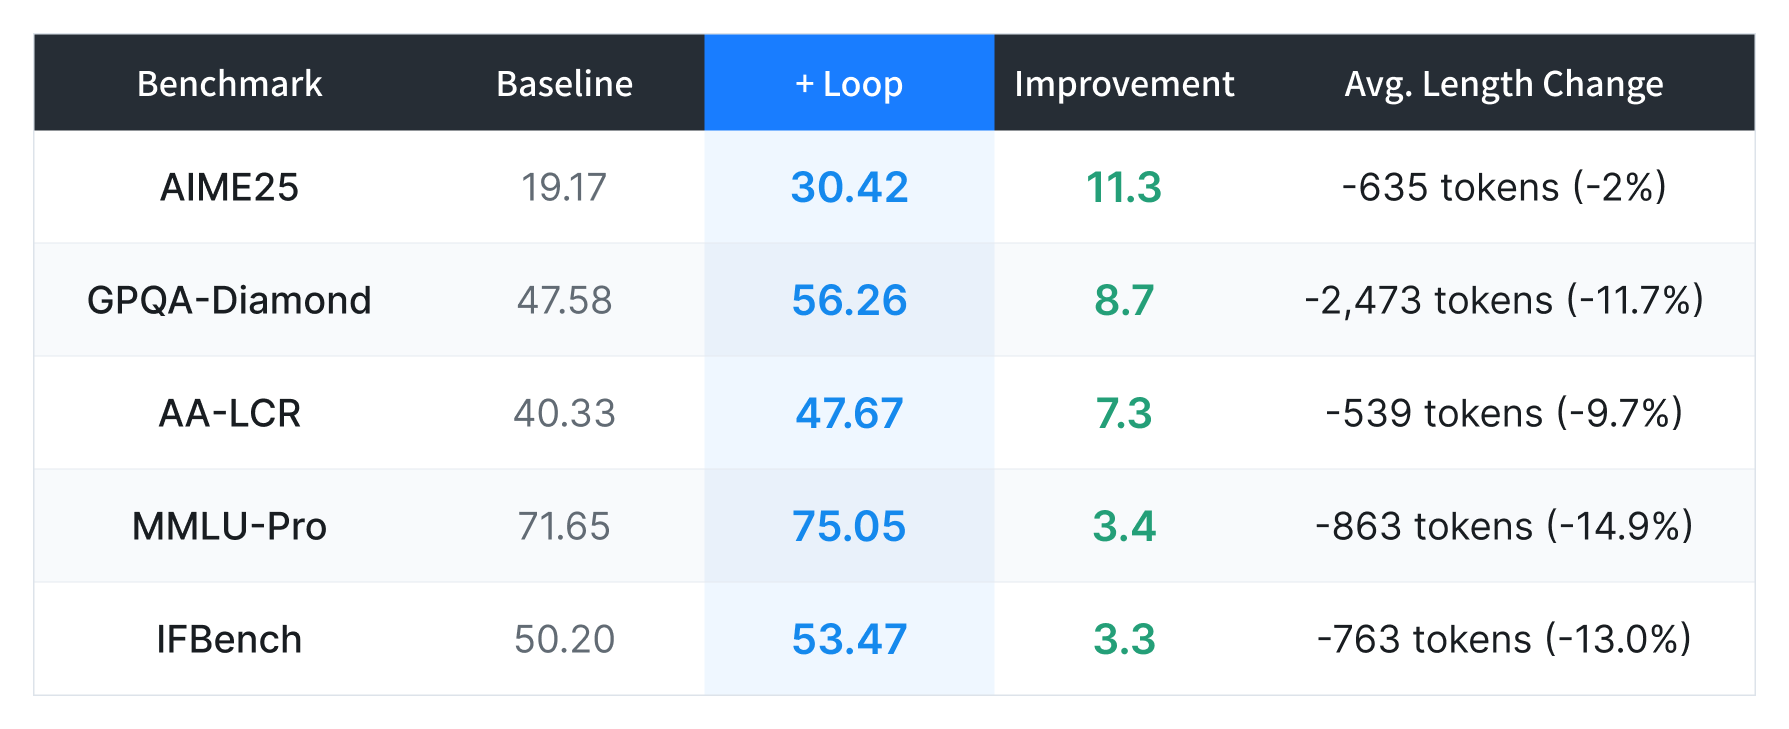 Benchmark Baseline + Loop Improvement Avg. Length Change
AIME25 19.17 30.42 11.3 -635 tokens (-2%)
GPQA-Diamond 47.58 56.26 8.7 -2,473 tokens (-11.7%)
AA-LCR 40.33 47.67 7.3 -539 tokens (-9.7%)
MMLU-Pro 71.65 75.05 3.4 -863 tokens (-14.9%)
IFBench 50.20 53.47 3.3 -763 tokens (-13.0%)